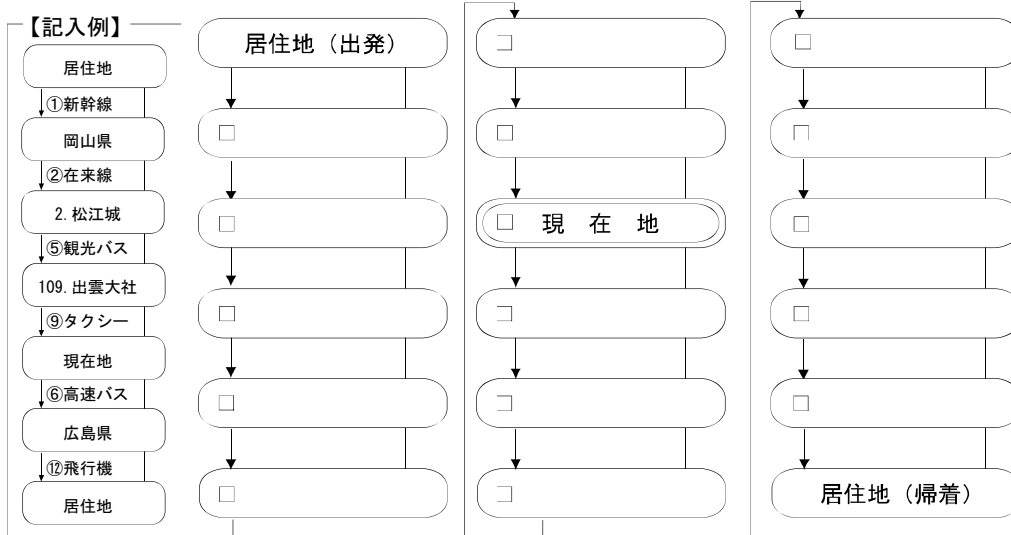 【記入例】
居住地
①新幹線
岡山県
②在来線
2.松江城
⑤観光バス
109.出雲大社
⑨タクシー
現在地
⑥高速バス
広島県
⑫飛行機
居住地
居住地（出発）
現在地
居住地（帰着）